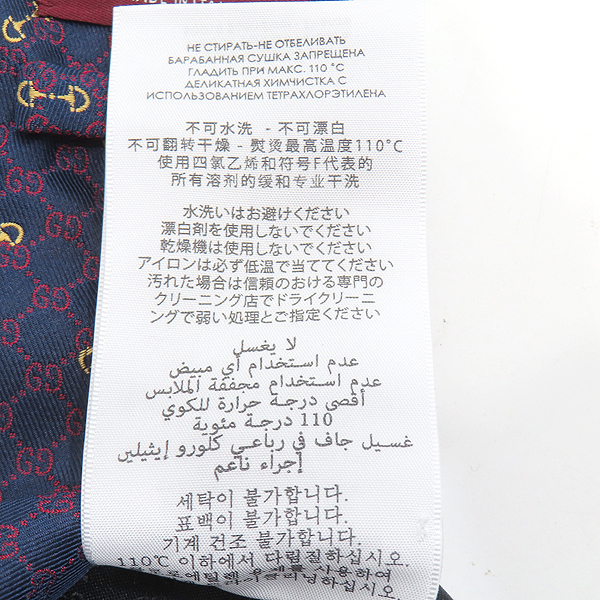 MADE IN ITALY
НЕ СТИРАТЬ-НЕ ОТБЕЛИВАТЬ
БАРАБАННАЯ СУШКА ЗАПРЕЩЕНА
ГЛАДИТЬ ПРИ МАКС. 110 °C
ДЕЛИКАТНАЯ ХИМЧИСТКА С
ИСПОЛЬЗОВАНИЕМ ТЕТРАХЛОРЭТИЛЕНА
不可水洗 - 不可漂白
不可翻转干燥 - 熨烫最高温度110°C
使用四氯乙烯和符号F代表的
所有溶剂的缓和专业干洗
水洗いはお避けください
漂白剤を使用しないでください
乾燥機は使用しないでください
アイロンは必ず低温で当ててください
汚れた場合は信頼のおける専門の
クリーニング店でドライクリーニ
ングで弱い処理とご指定ください
لا يغسل
عدم استخدام أي مبيض
عدم استخدام مجففة الملابس
أقصى درجة حرارة للكوي
110 درجة مئوية
غسيل جاف في رباعي كلورو إيثيلين
إجراء ناعم
세탁이 불가합니다.
표백이 불가합니다.
기계 건조 불가합니다.
110℃ 이하에서 다림질하십시오.
용제를 사용하여